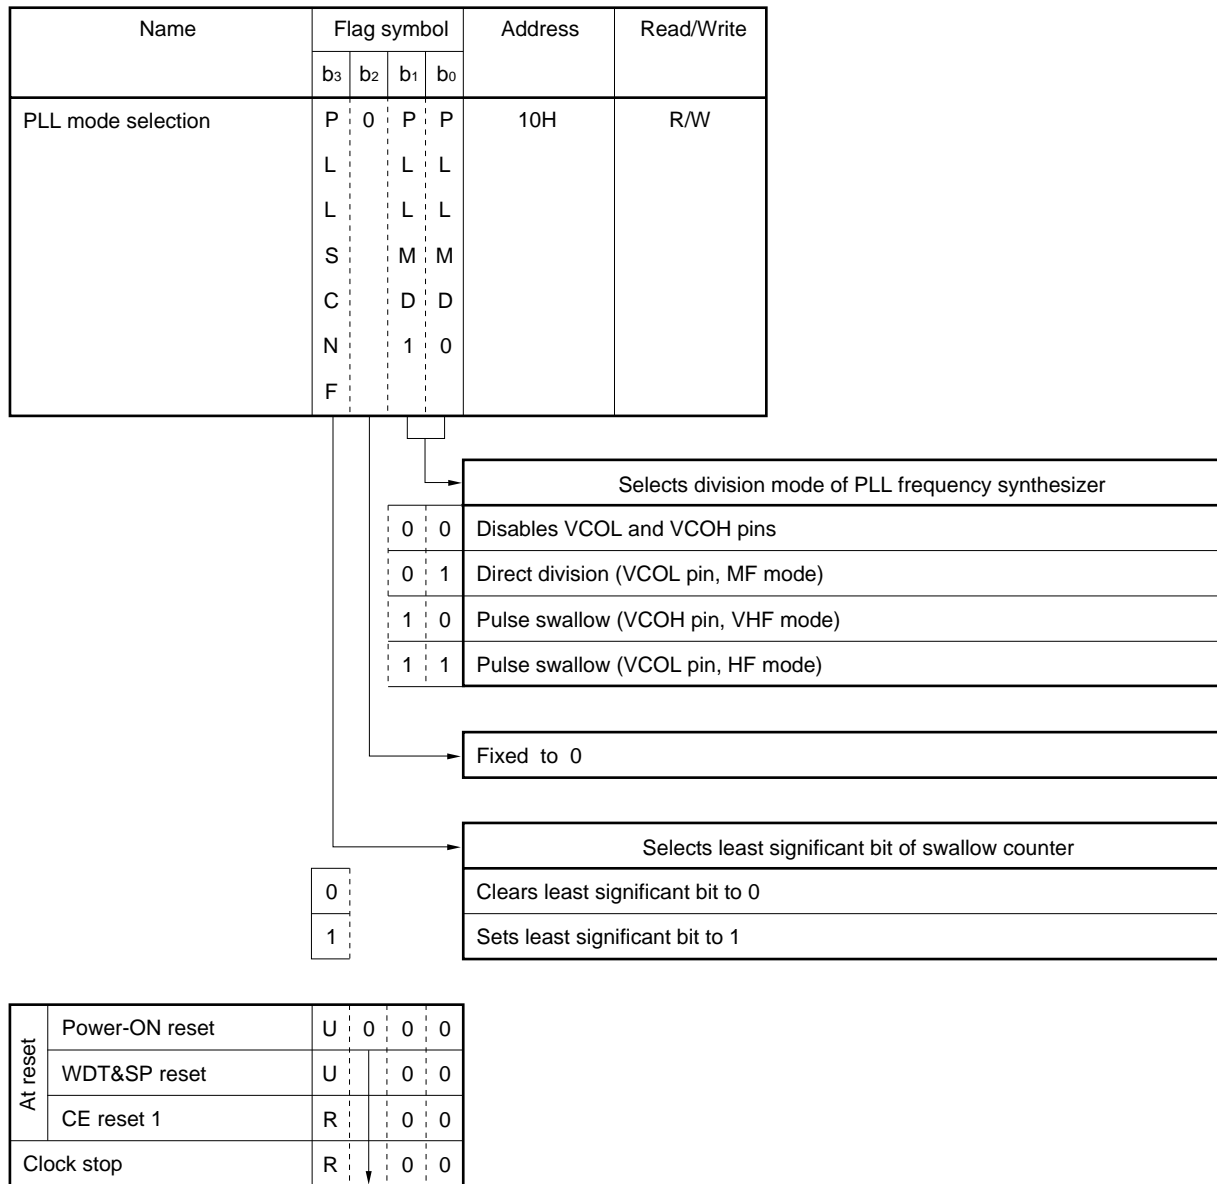 Name Flag symbol Address Read/Write
b3 b2 b1 b0
PLL mode selection P 0 P P 10H R/W
L L L
L L L
S M M
C D D
N 1 0
F
Selects division mode of PLL frequency synthesizer
0 0 Disables VCOL and VCOH pins
0 1 Direct division (VCOL pin, MF mode)
1 0 Pulse swallow (VCOH pin, VHF mode)
1 1 Pulse swallow (VCOL pin, HF mode)
Fixed to 0
Selects least significant bit of swallow counter
0 Clears least significant bit to 0
1 Sets least significant bit to 1
At reset
Power-ON reset U 0 0 0
WDT&SP reset U 0 0
CE reset 1 R 0 0
Clock stop R 0 0